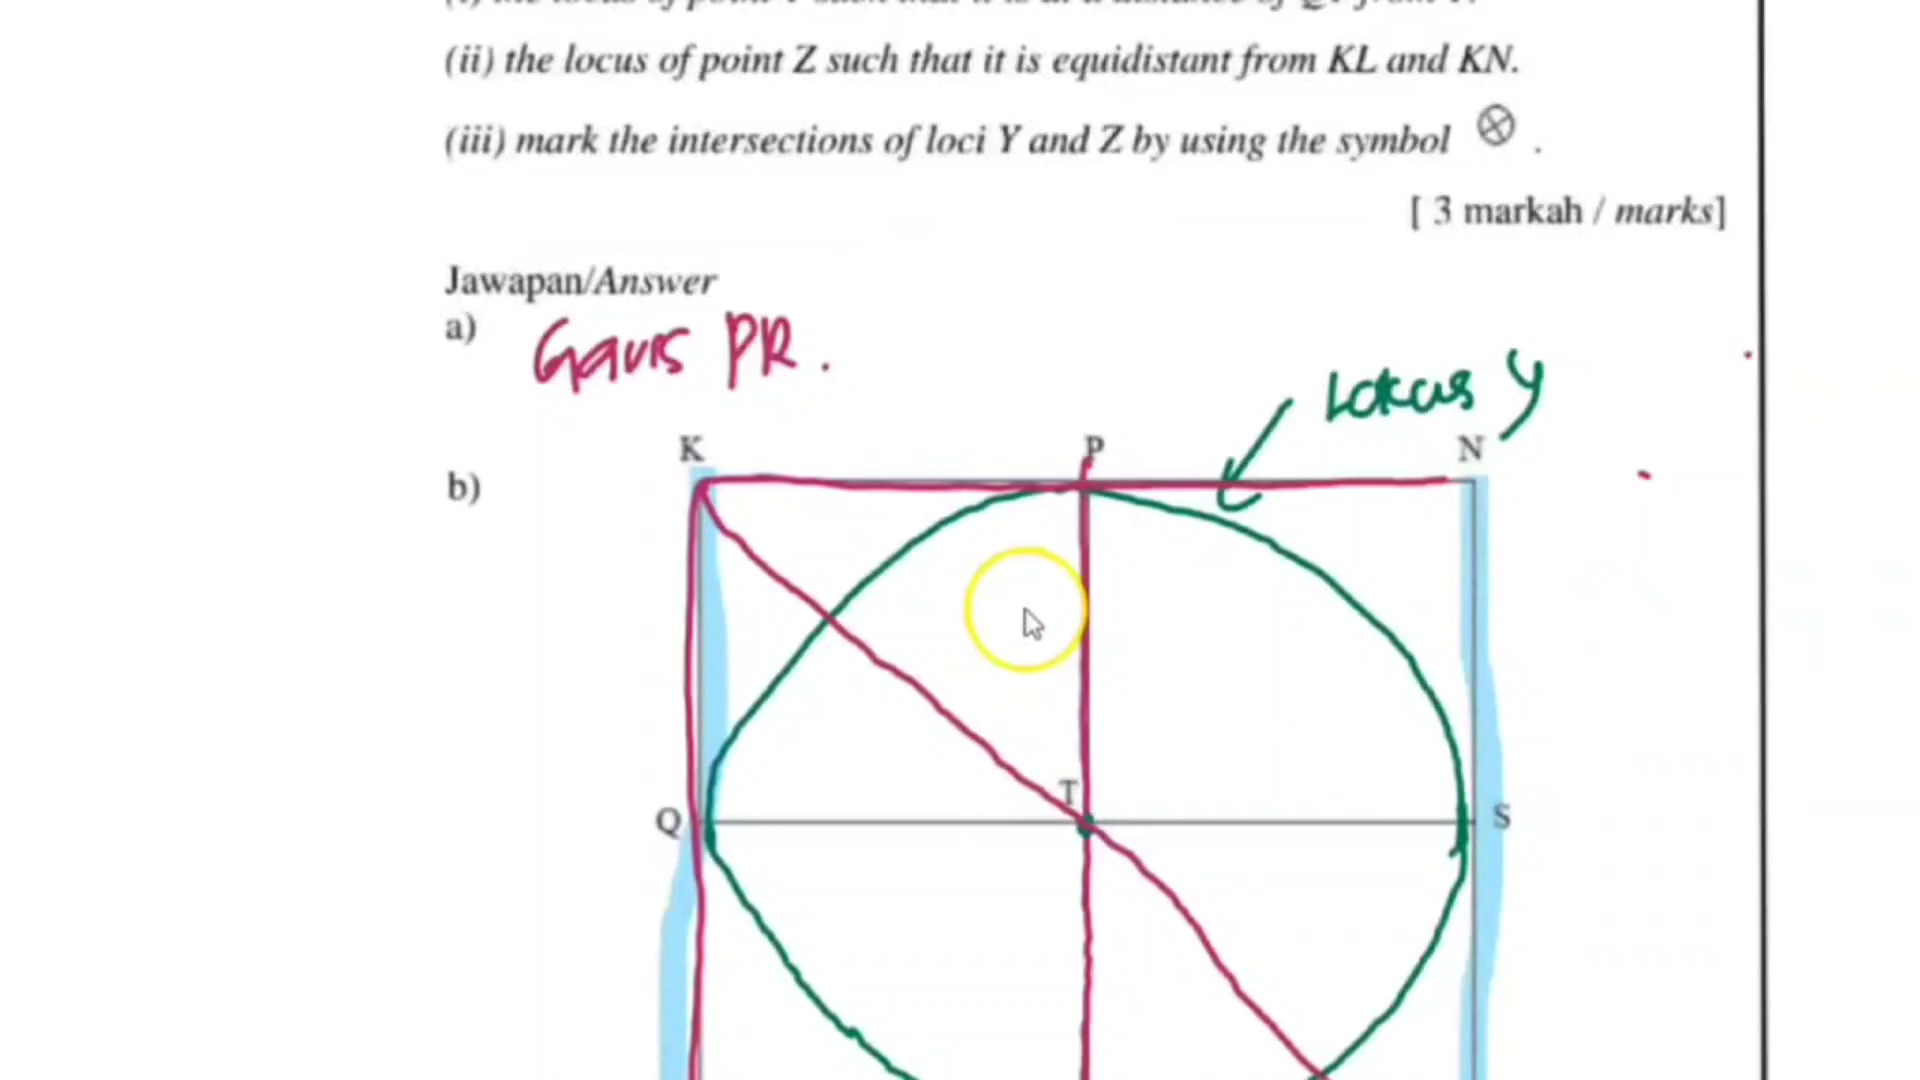 (ii) the locus of point Z such that it is equidistant from KL and KN.
(iii) mark the intersections of loci Y and Z by using the symbol ⊗ .
[ 3 markah / marks]
Jawapan/Answer
a) Garis PR .
Lokus Y
K P N
b)
T
Q S